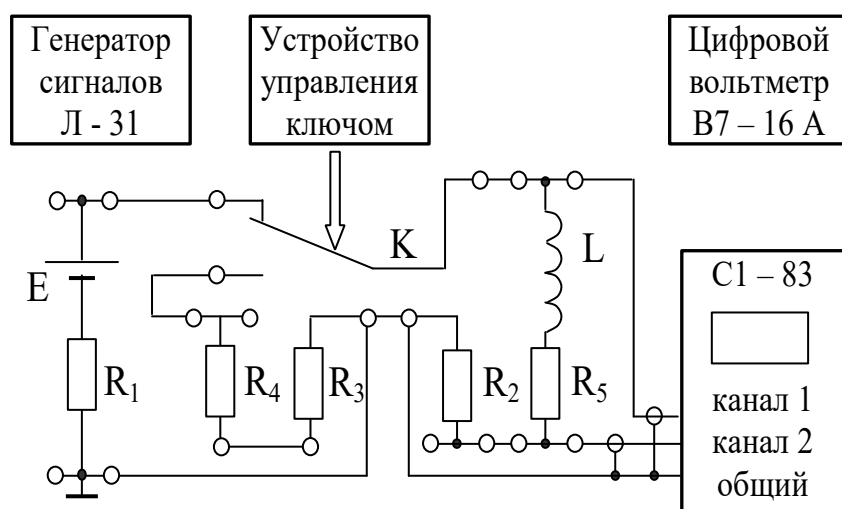 Генератор
сигналов
Л - 31
Устройство
управления
ключом
Цифровой
вольтметр
В7 – 16 А
K
L
E
С1 – 83
R1
R4
R3
R2
R5
канал 1
канал 2
общий